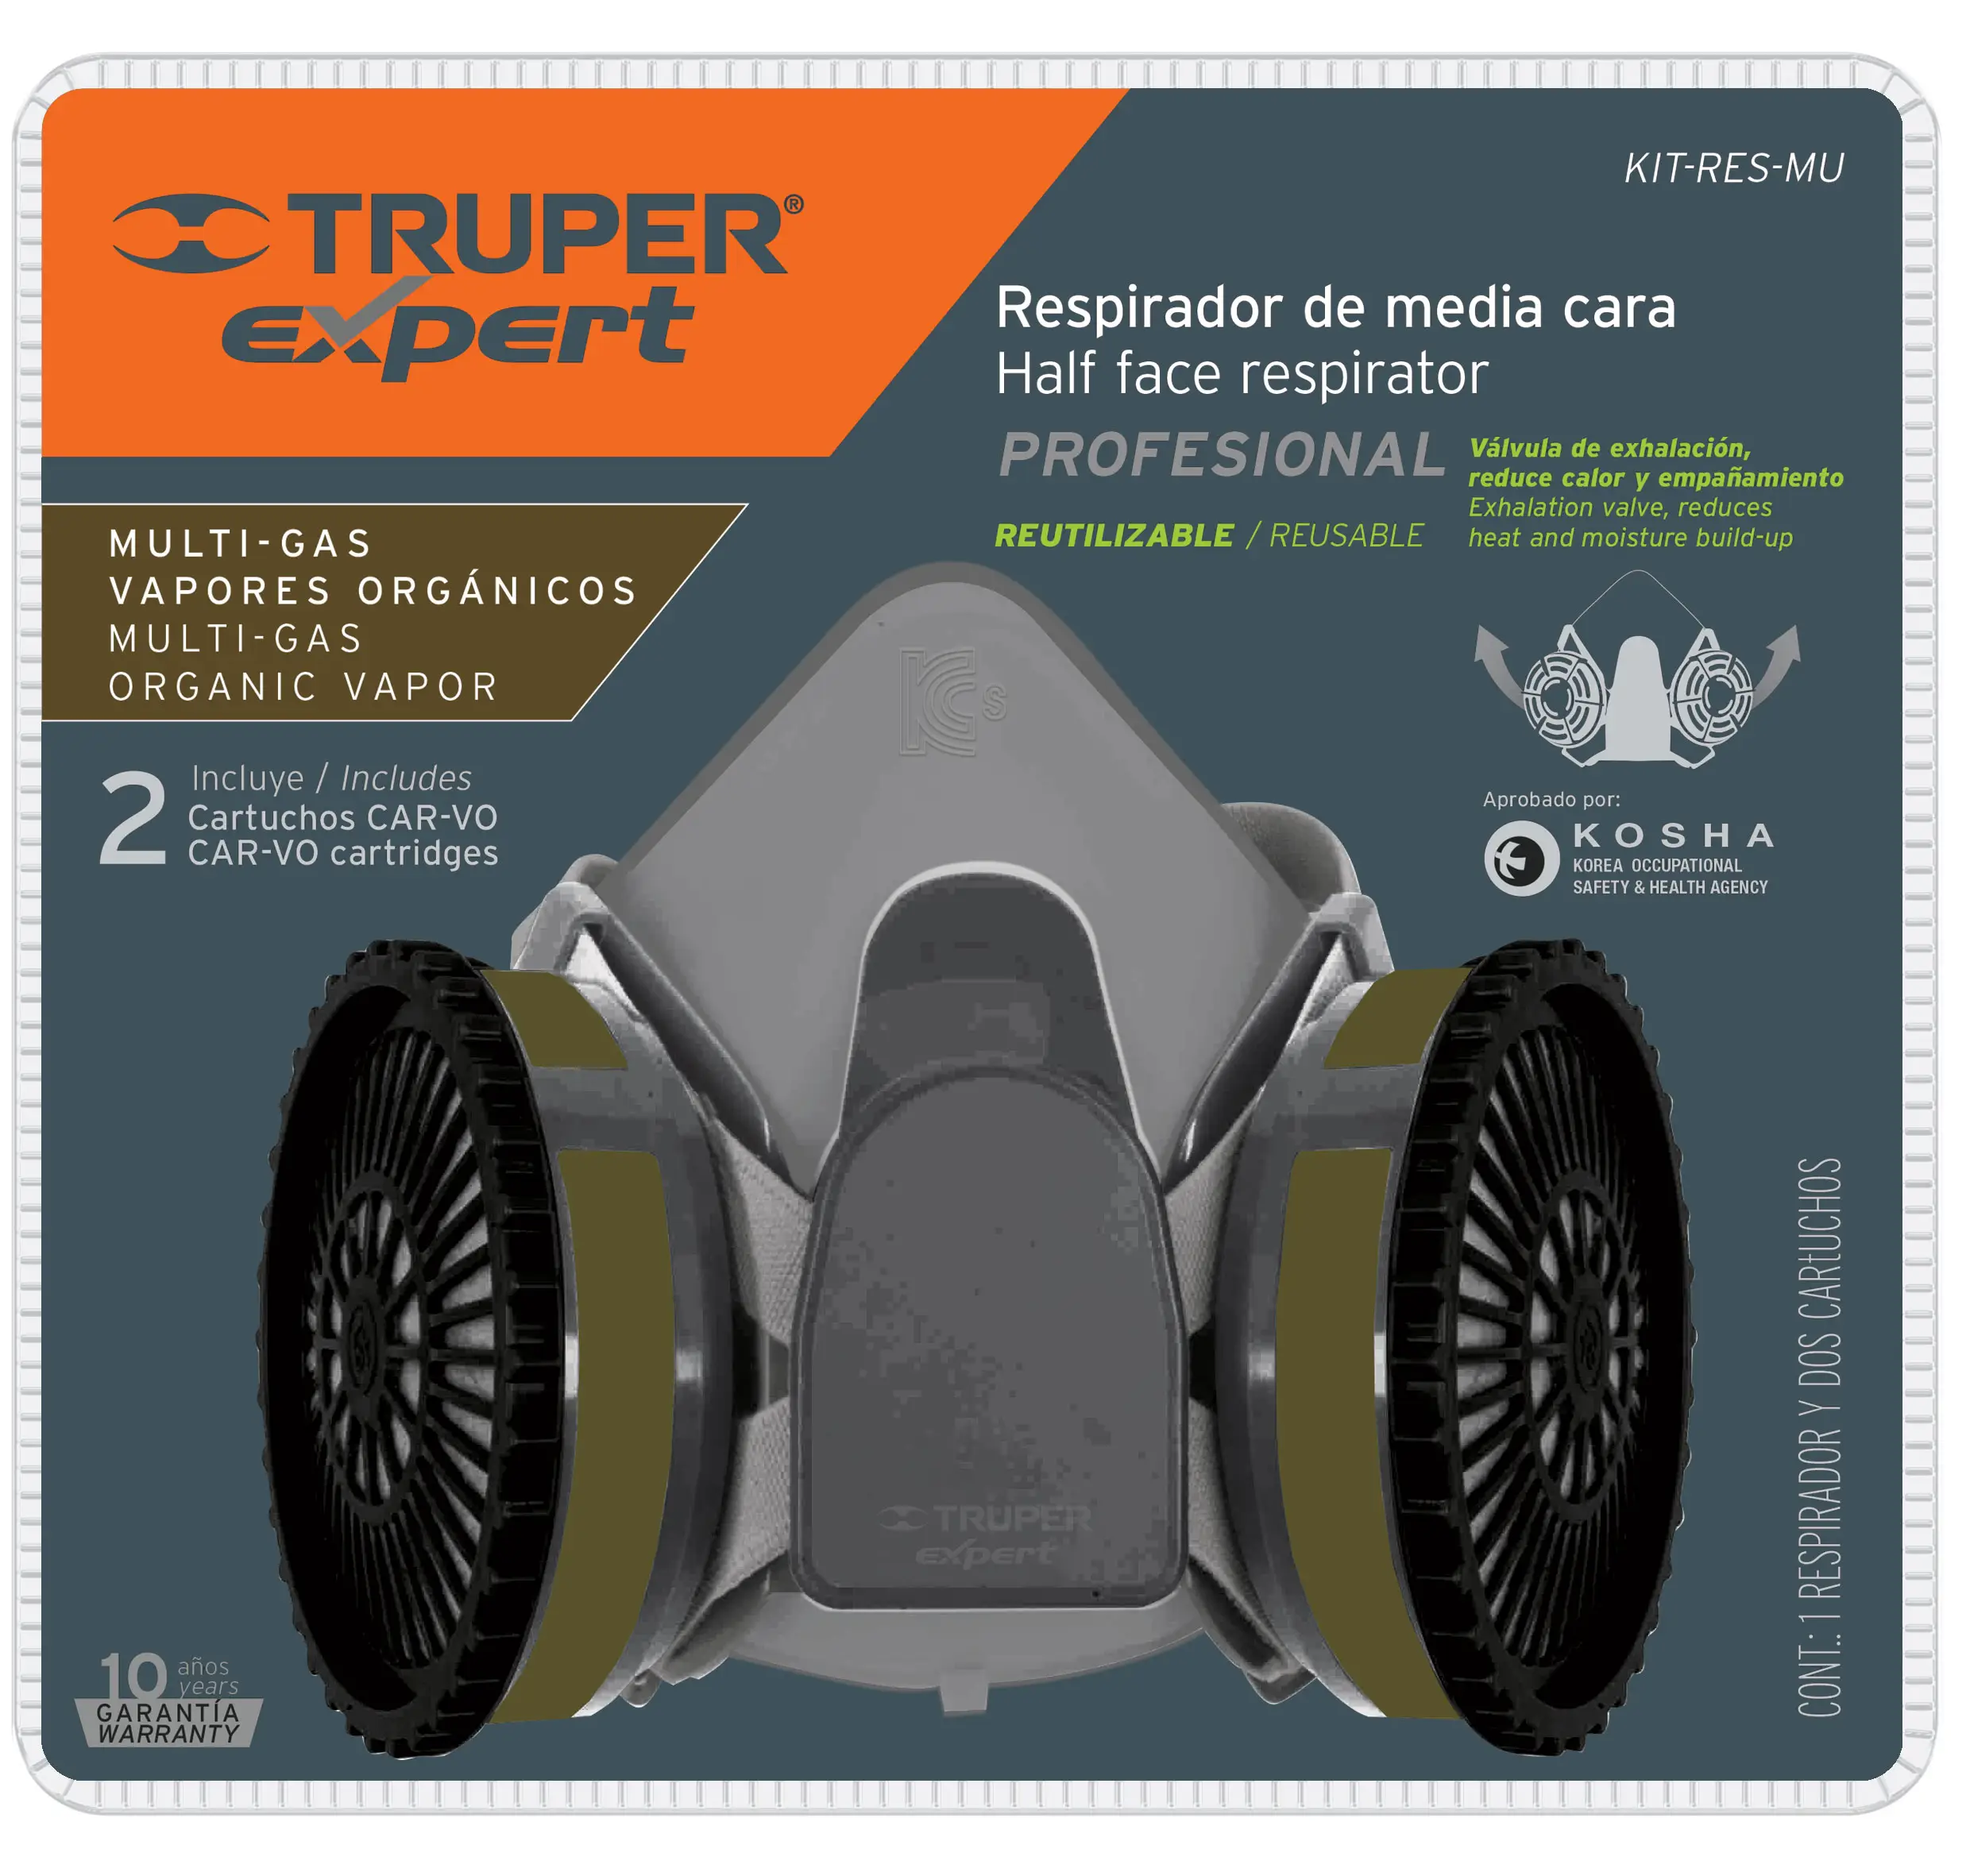 TRUPER®
expert
KIT-RES-MU
Respirador de media cara
Half face respirator
PROFESIONAL
Válvula de exhalación,
reduce calor y empañamiento
Exhalation valve, reduces
heat and moisture build-up
REUTILIZABLE / REUSABLE
MULTI-GAS
VAPORES ORGÁNICOS
MULTI-GAS
ORGANIC VAPOR
2
Incluye / Includes
Cartuchos CAR-VO
CAR-VO cartridges
KCs
Aprobado por:
KOSHA
KOREA OCCUPATIONAL
SAFETY & HEALTH AGENCY
TRUPER
expert
CONT.: 1 RESPIRADOR Y DOS CARtUCHOS
10 años
years
GARANTÍA
WARRANTY